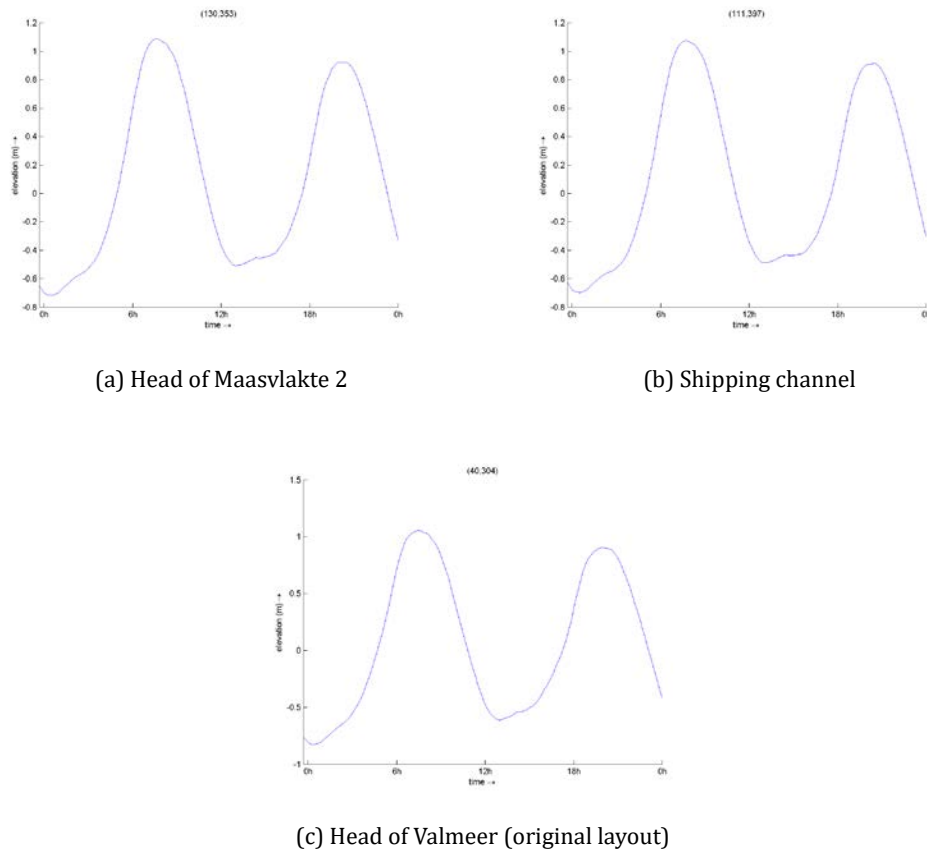 (130,353)
1.2
1
0.8
0.6
0.4
0.2
0
-0.2
-0.4
-0.6
-0.8
elevation (m) →
0h 6h 12h 18h 0h
time →
(a) Head of Maasvlakte 2
(111,397)
1.2
1
0.8
0.6
0.4
0.2
0
-0.2
-0.4
-0.6
-0.8
elevation (m) →
0h 6h 12h 18h 0h
time →
(b) Shipping channel
(40,304)
1.5
1
0.5
0
-0.5
-1
elevation (m) →
0h 6h 12h 18h 0h
time →
(c) Head of Valmeer (original layout)